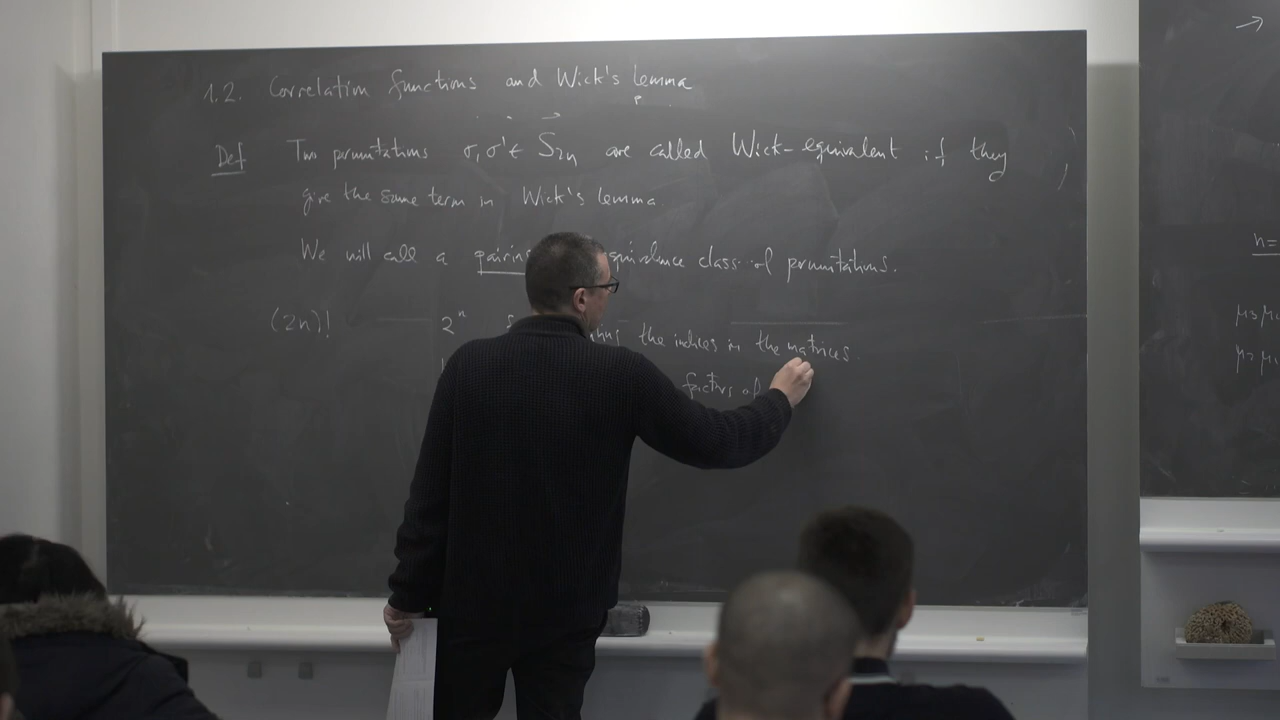 1.2. Correlation functions and Wick's lemma
Def Two permutations σ, σ' ∈ S₂ₙ are called Wick-equivalent if they
give the same term in Wick's lemma.
We will call a pairing equivalence class of permutations.
(2n)! 2ⁿ the indices in the matrices
factors of
n=